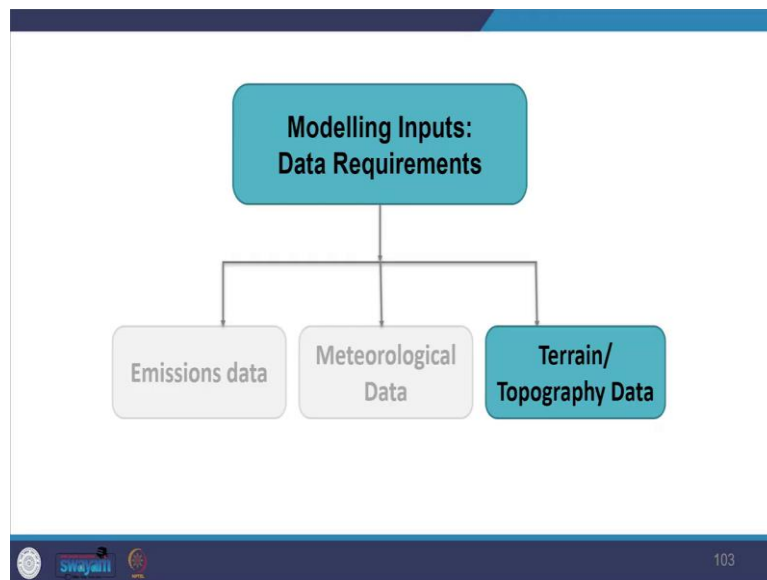 Modelling Inputs:
Data Requirements
Emissions data
Meteorological
Data
Terrain/
Topography Data
swayam
103